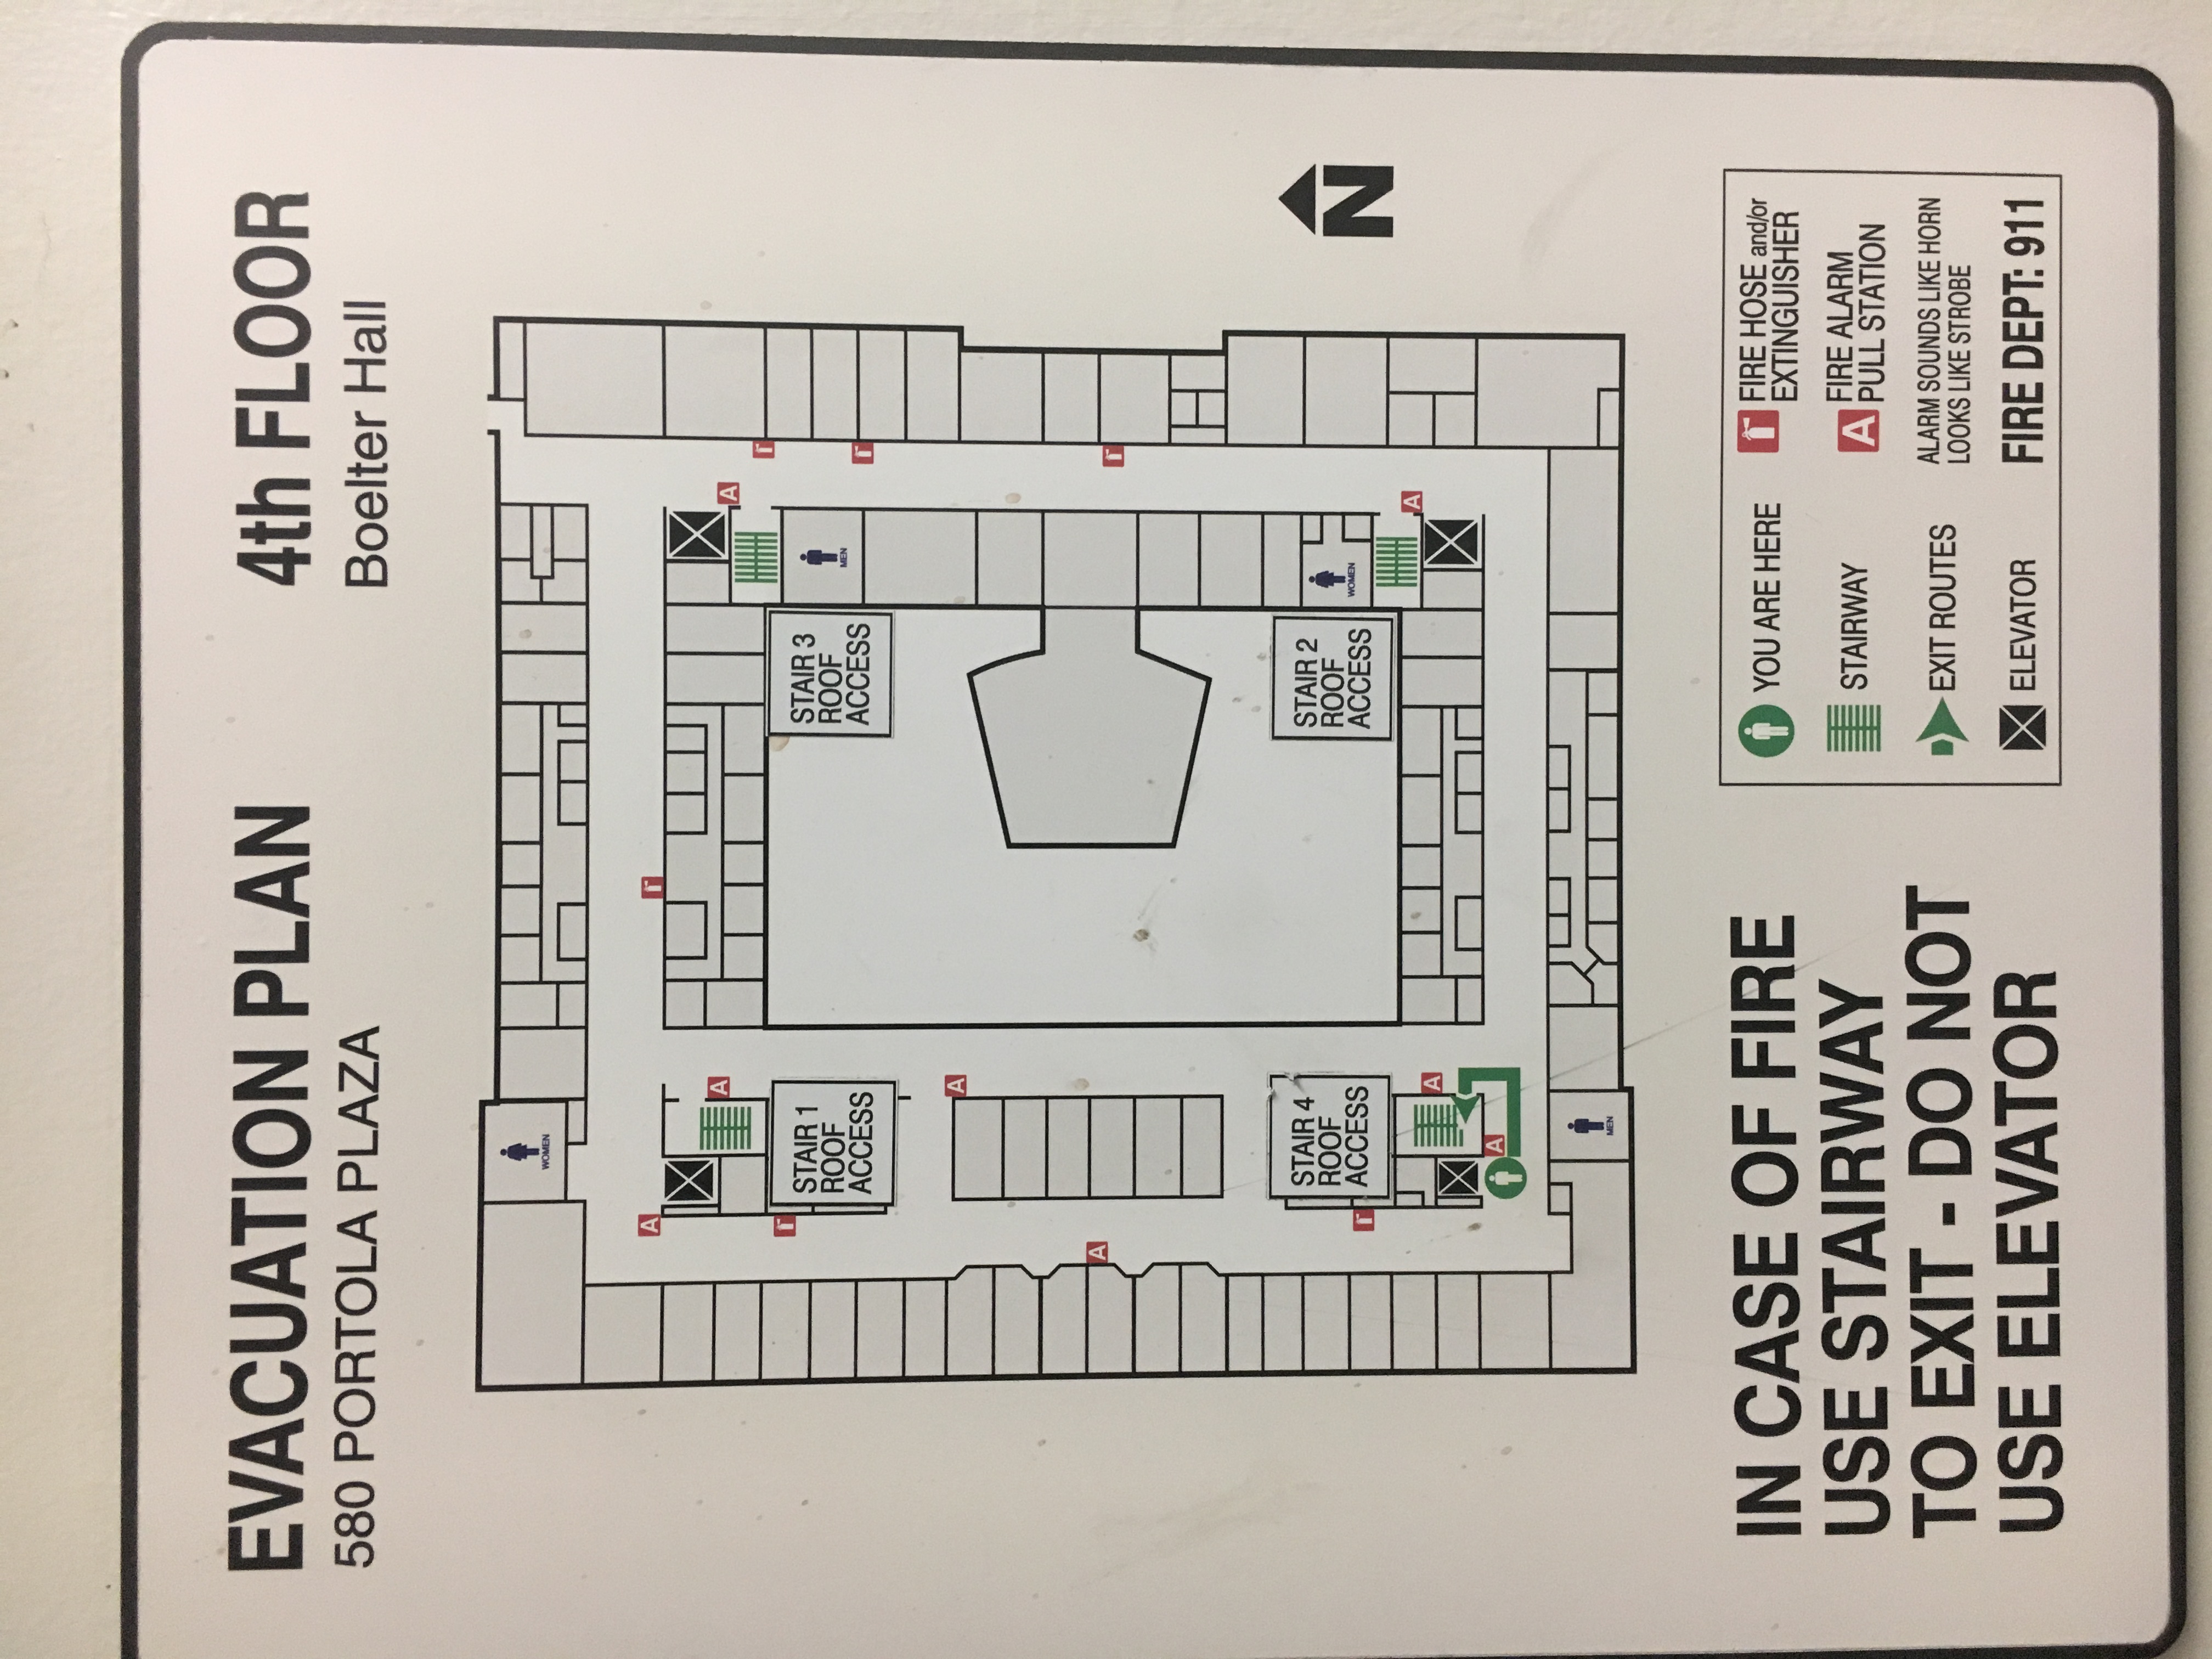 EVACUATION PLAN
580 PORTOLA PLAZA
4th FLOOR
Boelter Hall
WOMEN
A
A
A
STAIR 1
ROOF
ACCESS
STAIR 3
ROOF
ACCESS
MEN
A
A
STAIR 4
ROOF
ACCESS
STAIR 2
ROOF
ACCESS
WOMEN
N
A
A
A
MEN
IN CASE OF FIRE
USE STAIRWAY
TO EXIT - DO NOT
USE ELEVATOR
YOU ARE HERE
STAIRWAY
EXIT ROUTES
ELEVATOR
FIRE HOSE and/or
EXTINGUISHER
A
FIRE ALARM
PULL STATION
ALARM SOUNDS LIKE HORN
LOOKS LIKE STROBE
FIRE DEPT: 911